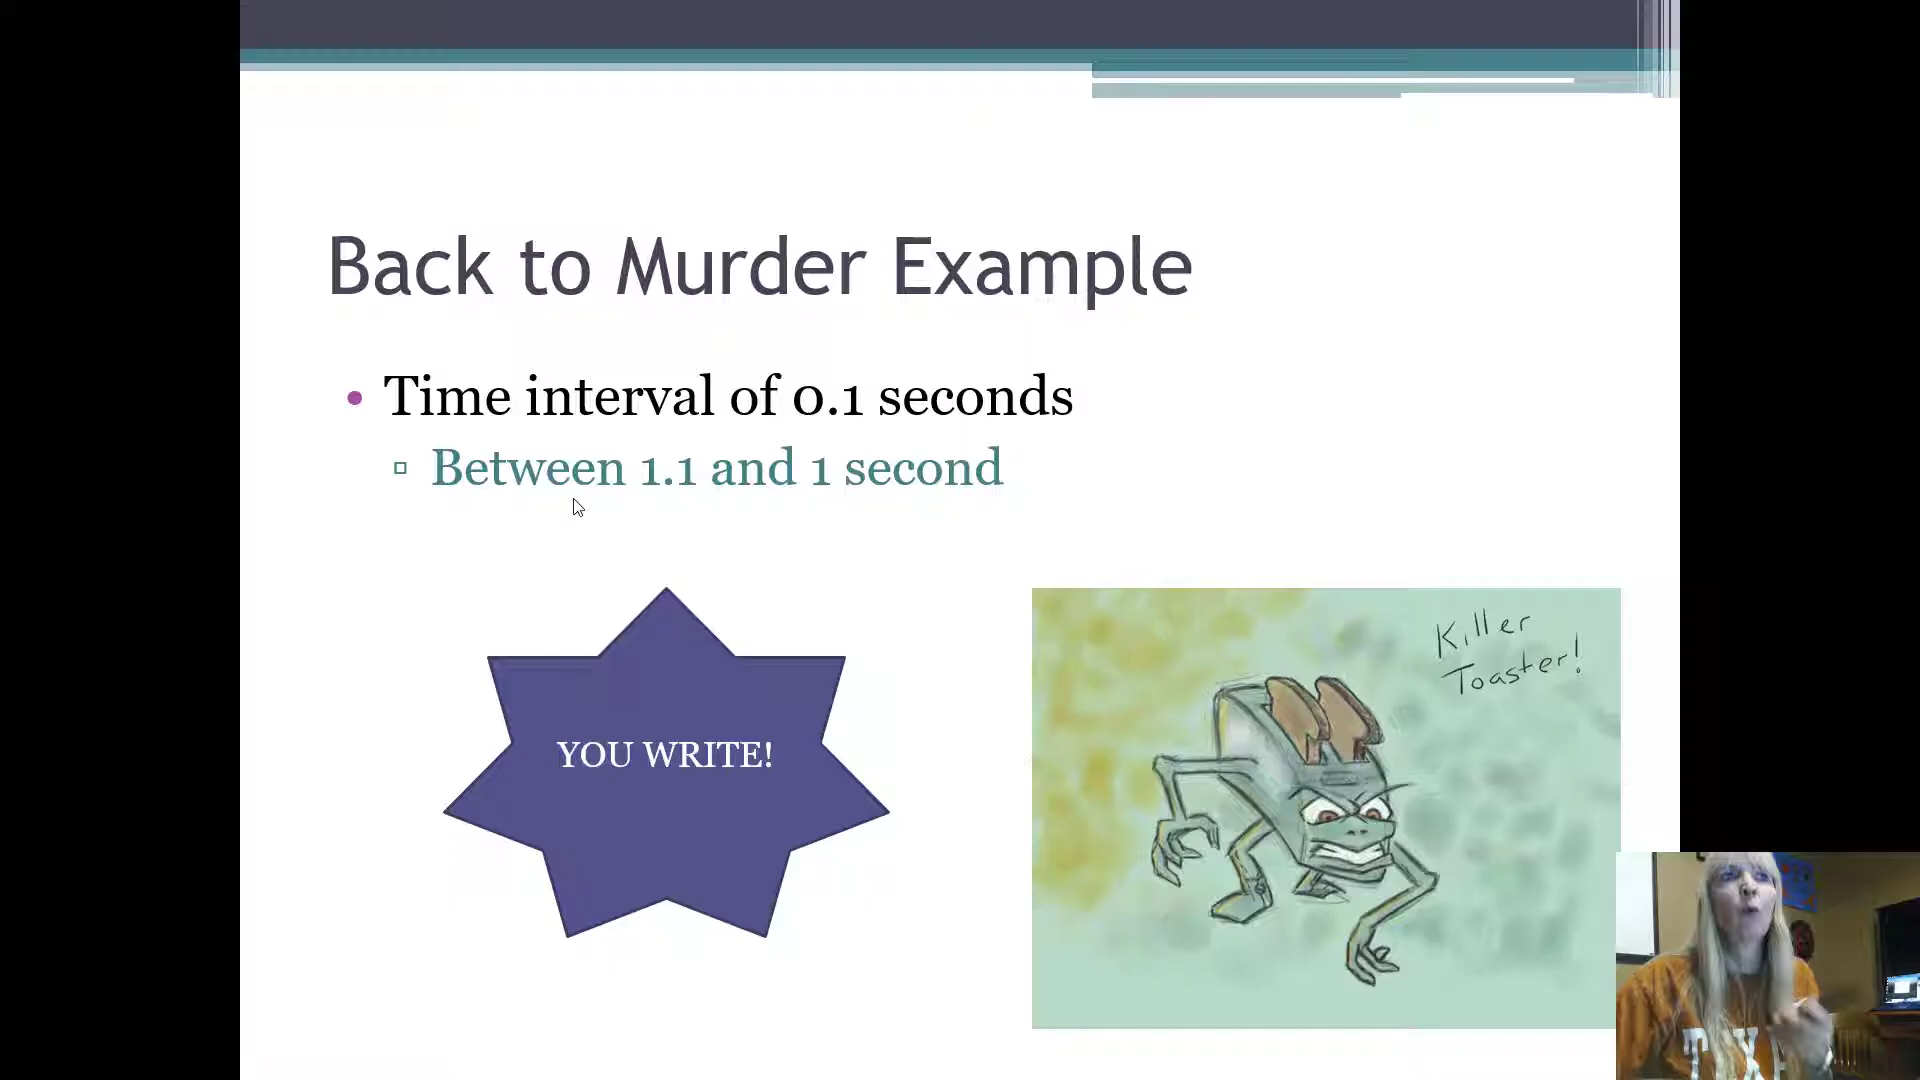 Back to Murder Example
Time interval of 0.1 seconds
Between 1.1 and 1 second
YOU WRITE!
Killer
Toaster!